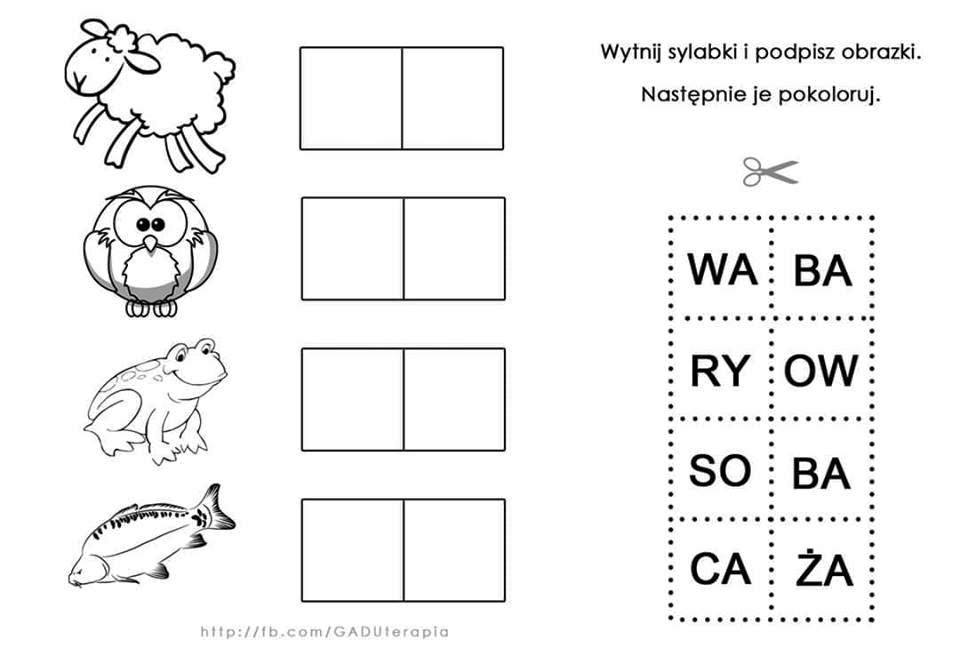 Wytnij sylabki i podpisz obrazki.
Następnie je pokoloruj.
WA BA
RY OW
SO BA
CA ŻA
http://fb.com/GADUterapia